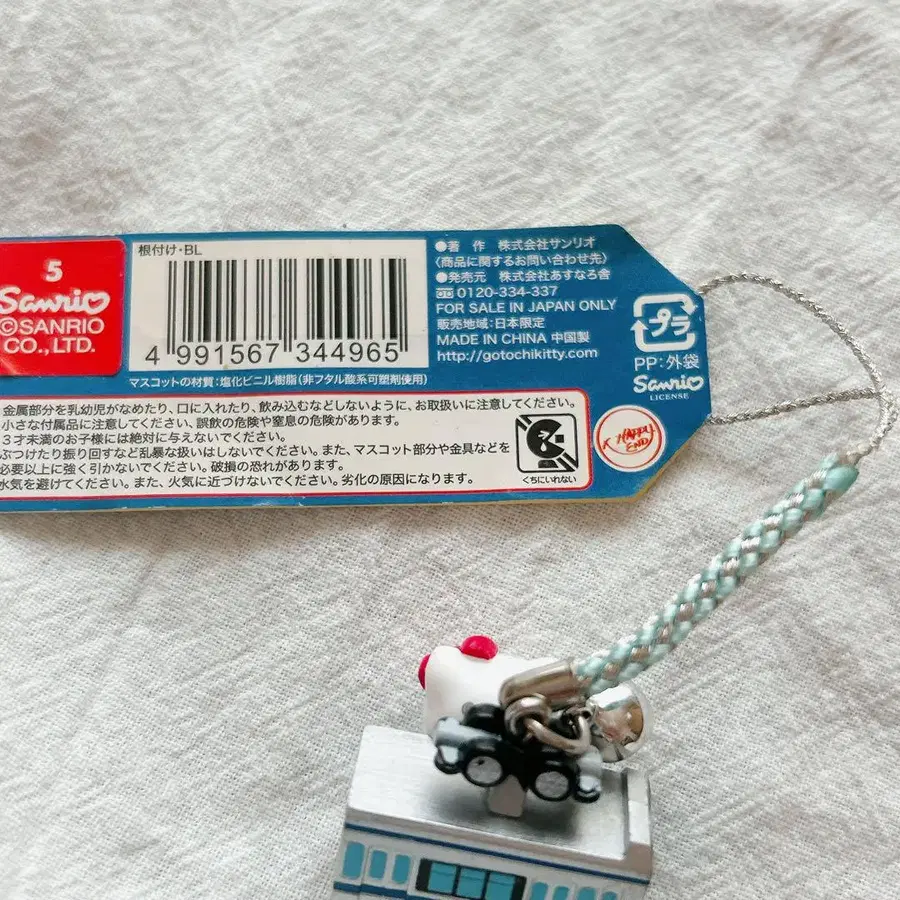 5
Sanrio
©SANRIO
CO., LTD.
根付け・BL
4 991567 344965
マスコットの材質:塩化ビニル樹脂(非フタル酸系可塑剤使用)
●著 作 株式会社サンリオ
〈商品に関するお問い合わせ先〉
●発売元 株式会社あすなろ舎
0120-334-337
FOR SALE IN JAPAN ONLY
販売地域:日本限定
MADE IN CHINA 中国製
http://gotochikitty.com/
プラ
PP:外袋
Sanrio
LICENSE
金属部分を乳幼児がなめたり、口に入れたり、飲み込むなどしないように、お取扱いに注意してください。
小さな付属品に注意してください、誤飲の危険や窒息の危険があります。
3才未満のお子様には絶対に与えないでください。
ぶつけたり振り回すなど乱暴な扱いはしないでください。また、マスコット部分や金具などを
必要以上に強く引かないでください。破損の恐れがあります。
水気を避けてください。また、火気に近づけないでください。劣化の原因になります。
くちにいれない
HAPPY
END